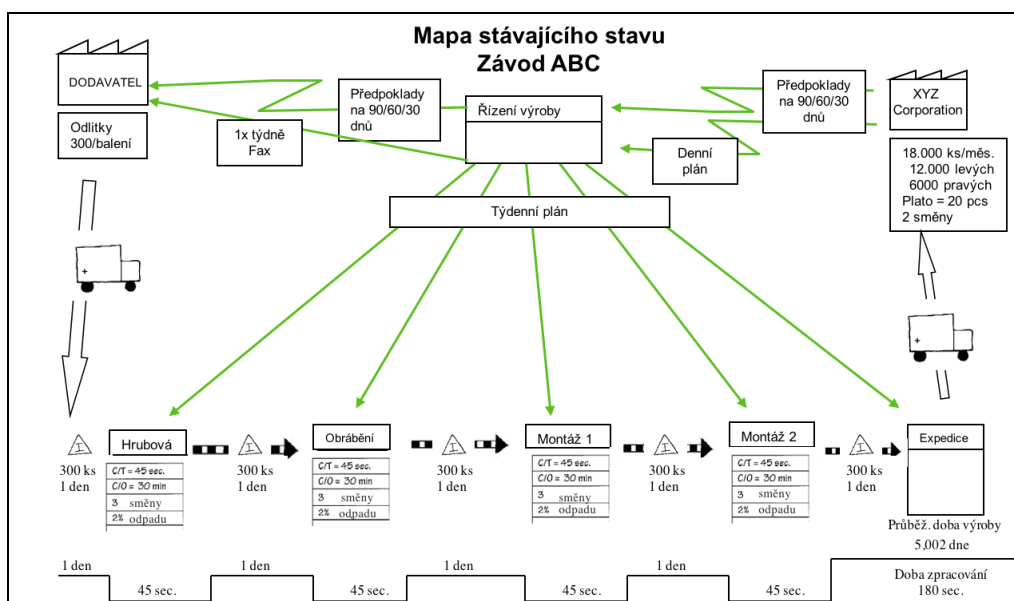 Mapa stávajícího stavu
Závod ABC
DODAVATEL
Odlitky
300/balení
1x týdně
Fax
Předpoklady
na 90/60/30
dnů
Řízení výroby
Předpoklady
na 90/60/30
dnů
Denní
plán
XYZ
Corporation
18.000 ks/měs.
12.000 levých
6000 pravých
Plato = 20 pcs
2 směny
Týdenní plán
I
300 ks
1 den
Hrubová
C/T = 45 sec.
C/O = 30 min
3 směny
2% odpadu
I
300 ks
1 den
Obrábění
C/T = 45 sec.
C/O = 30 min
3 směny
2% odpadu
I
300 ks
1 den
Montáž 1
C/T = 45 sec.
C/O = 30 min
3 směny
2% odpadu
I
300 ks
1 den
Montáž 2
C/T = 45 sec.
C/O = 30 min
3 směny
2% odpadu
I
300 ks
1 den
Expedice
Průběž. doba výroby
5,002 dne
1 den
45 sec.
1 den
45 sec.
1 den
45 sec.
1 den
45 sec.
Doba zpracování
180 sec.